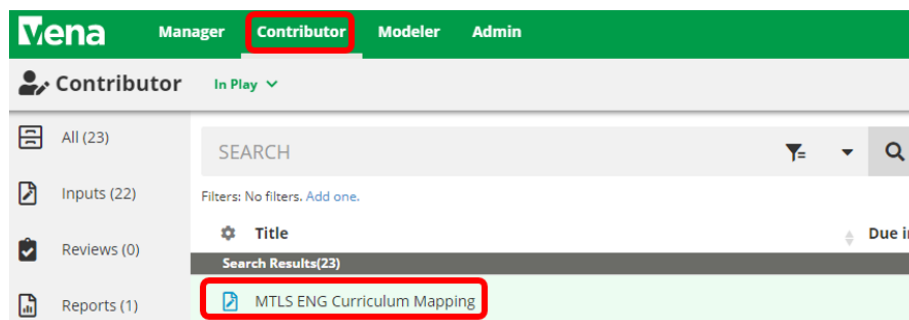 Vena Manager Contributor Modeler Admin
Contributor In Play
All (23)
SEARCH
Inputs (22)
Filters: No filters. Add one.
Title Due i
Reviews (0)
Search Results(23)
Reports (1)
MTLS ENG Curriculum Mapping